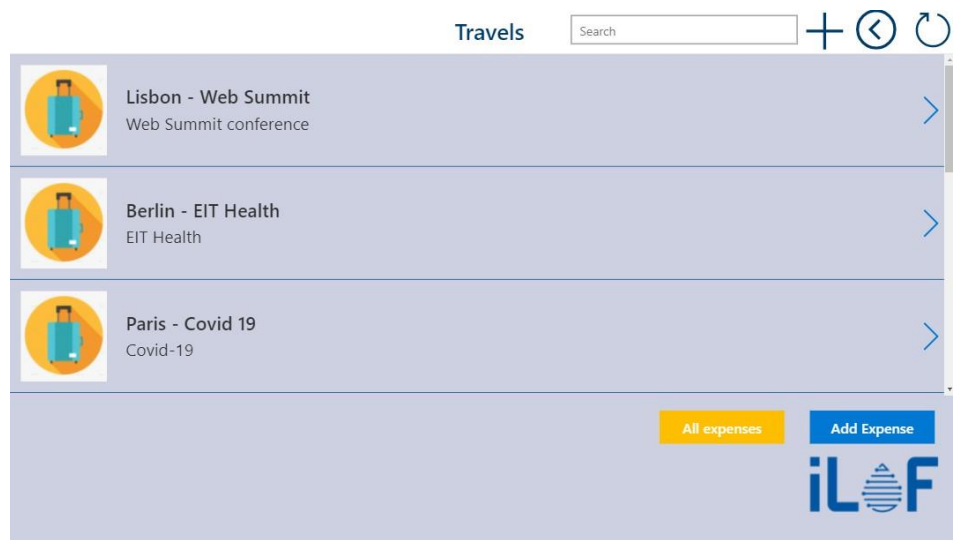 Travels
Search
Lisbon - Web Summit
Web Summit conference
Berlin - EIT Health
EIT Health
Paris - Covid 19
Covid-19
All expenses
Add Expense
iLoF